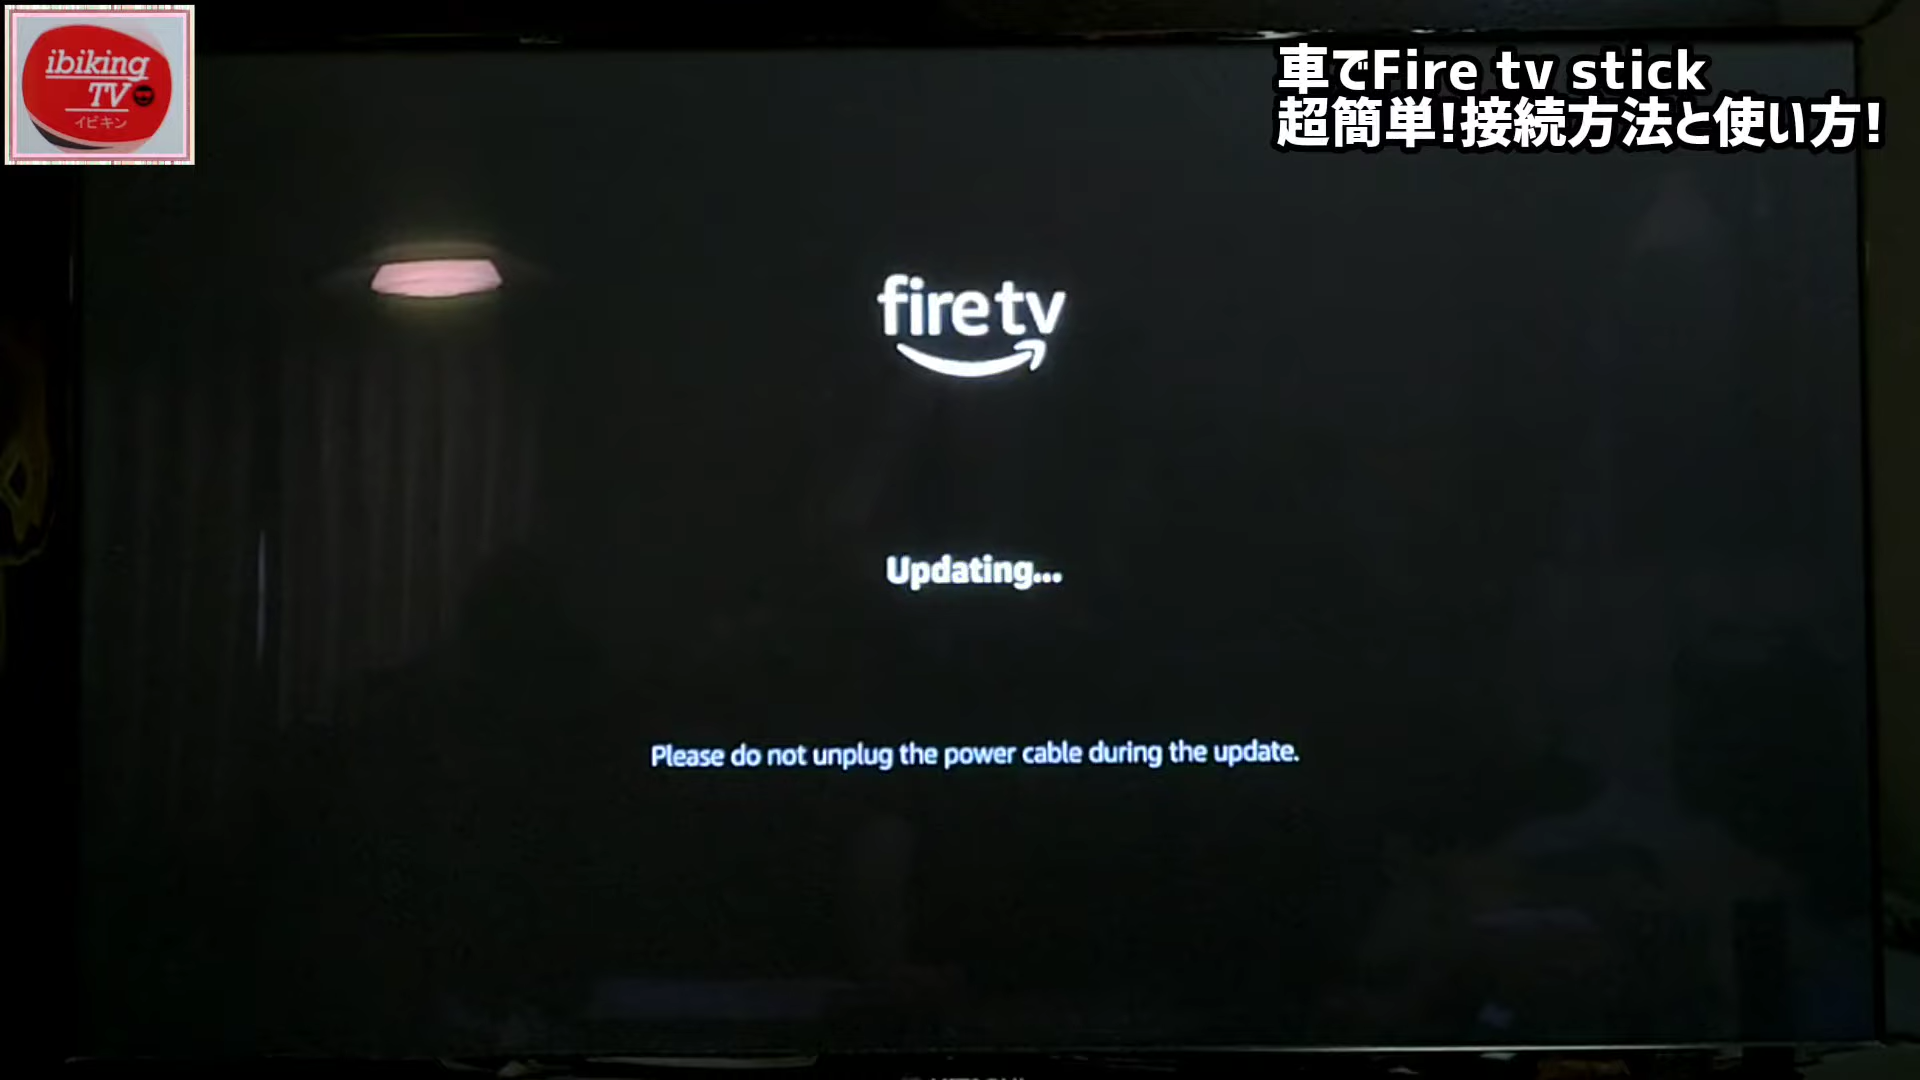 ibiking
TV
イビキン
車でFire tv stick
超簡単!接続方法と使い方!
fire tv
Updating...
Please do not unplug the power cable during the update.